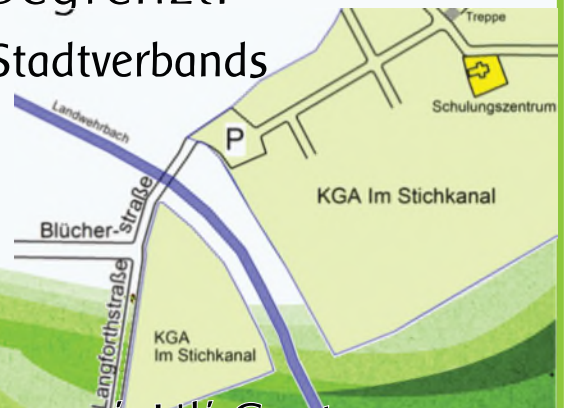 Stadtverbands
Treppe
Schulungszentrum
Landwehrbach
P
KGA Im Stichkanal
Blücher-straße
Langforthstraße
KGA
Im Stichkanal